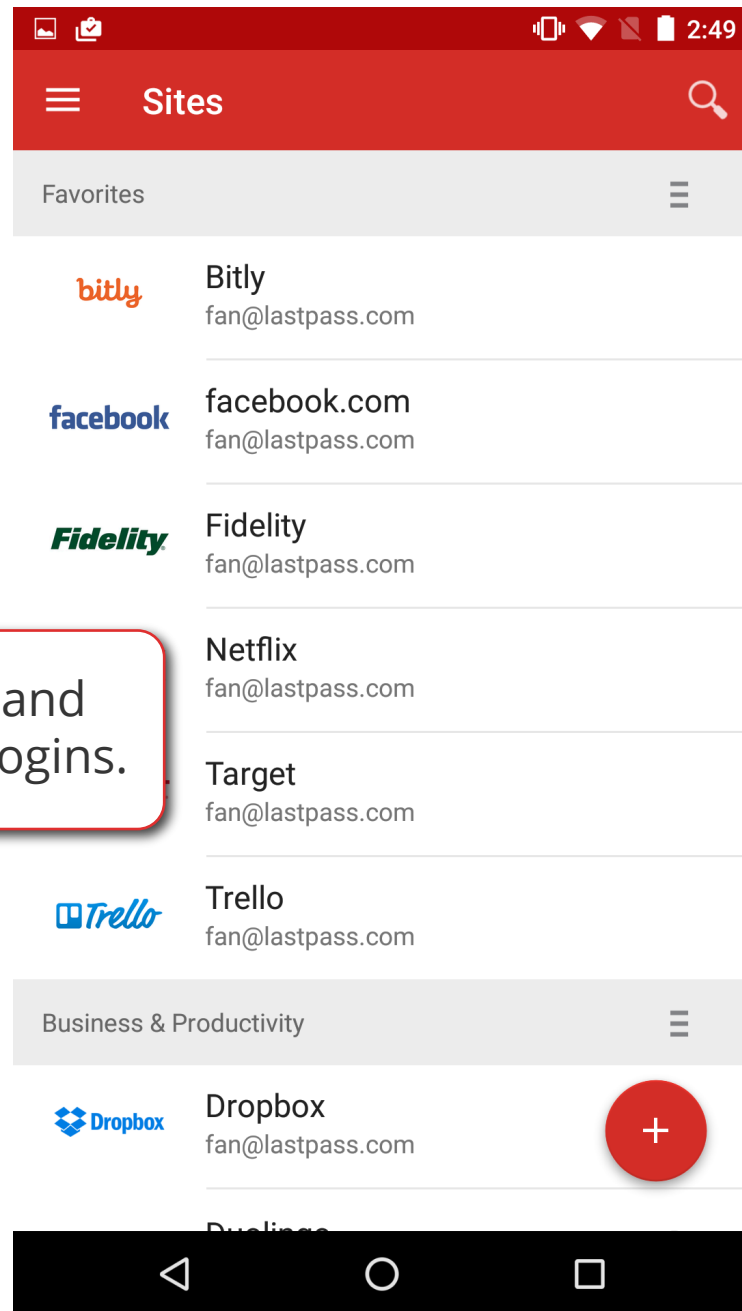 2:49
Sites
Favorites
bitly
Bitly
fan@lastpass.com
facebook
facebook.com
fan@lastpass.com
Fidelity
Fidelity
fan@lastpass.com
Netflix
fan@lastpass.com
and
ogins.
Target
fan@lastpass.com
Trello
Trello
fan@lastpass.com
Business & Productivity
Dropbox
Dropbox
fan@lastpass.com
+